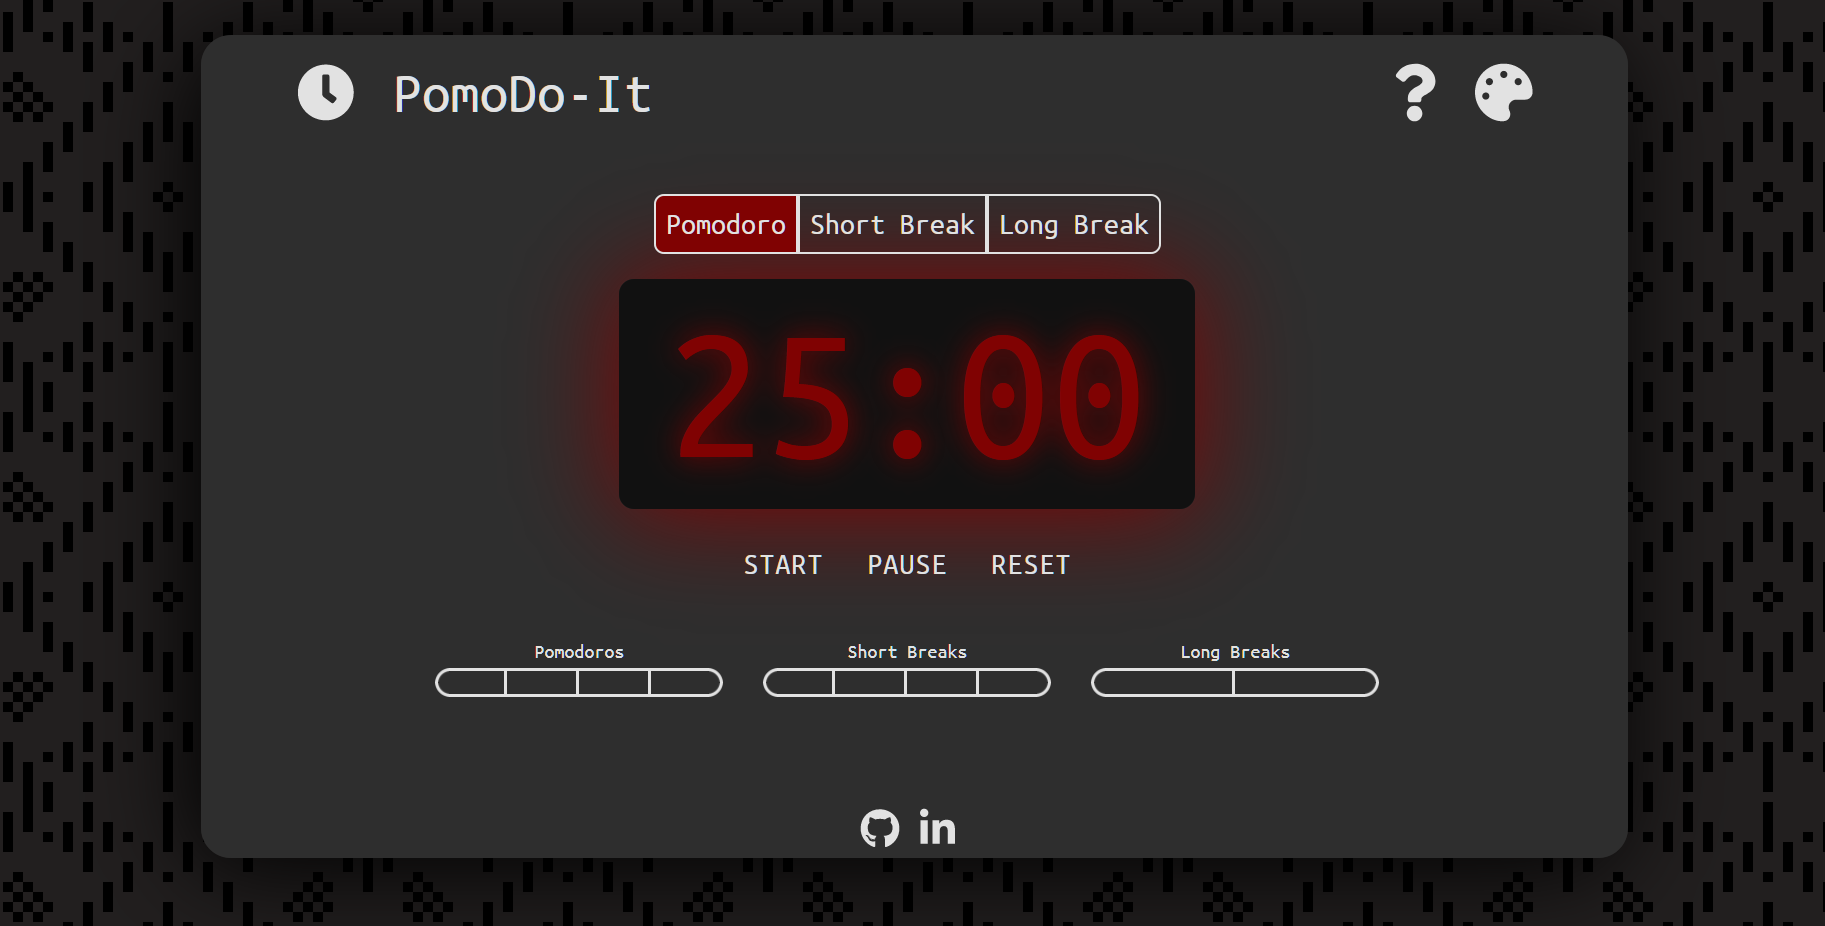 PomoDo-It
Pomodoro Short Break Long Break
25:00
START PAUSE RESET
Pomodoros Short Breaks Long Breaks
in